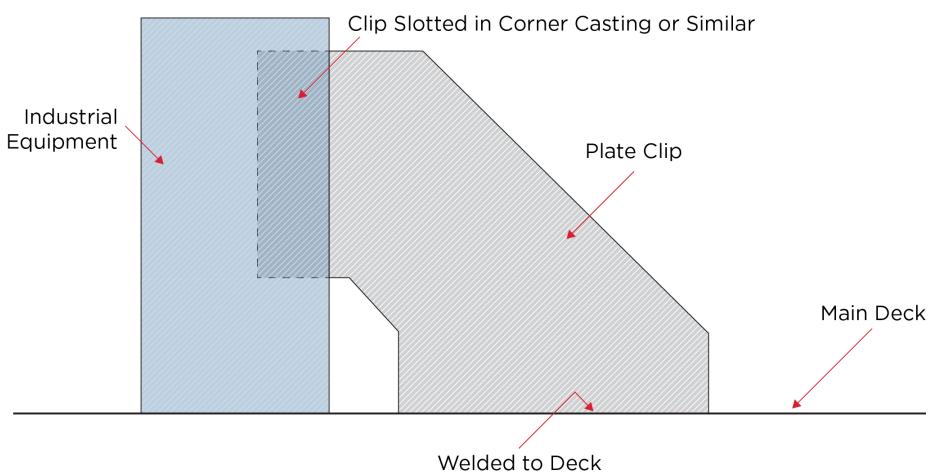 Clip Slotted in Corner Casting or Similar
Industrial
Equipment
Plate Clip
Main Deck
Welded to Deck